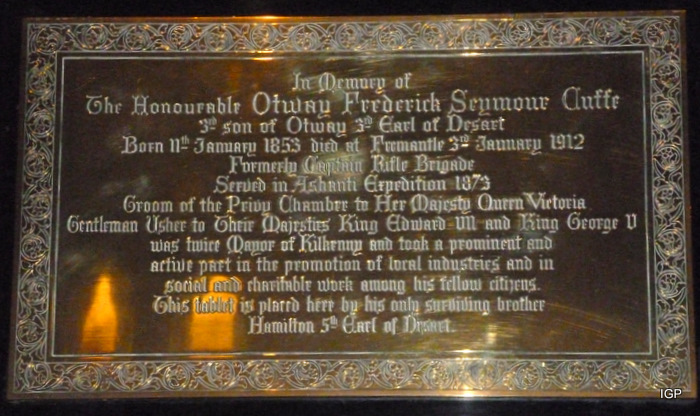 In Memory of
The Honourable Otway Frederick Seymour Cuffe
3rd son of Otway 3rd Earl of Desart
Born 11th January 1853 died at Fremantle 3rd January 1912
Formerly Captain Rifle Brigade
Served in Ashanti Expedition 1873
Groom of the Privy Chamber to Her Majesty Queen Victoria
Gentleman Usher to Their Majesties King Edward VII and King George V
was twice Mayor of Kilkenny and took a prominent and
active part in the promotion of local industries and in
social and charitable work among his fellow citizens.
This tablet is placed here by his only surviving brother
Hamilton 5th Earl of Desart.
IGP